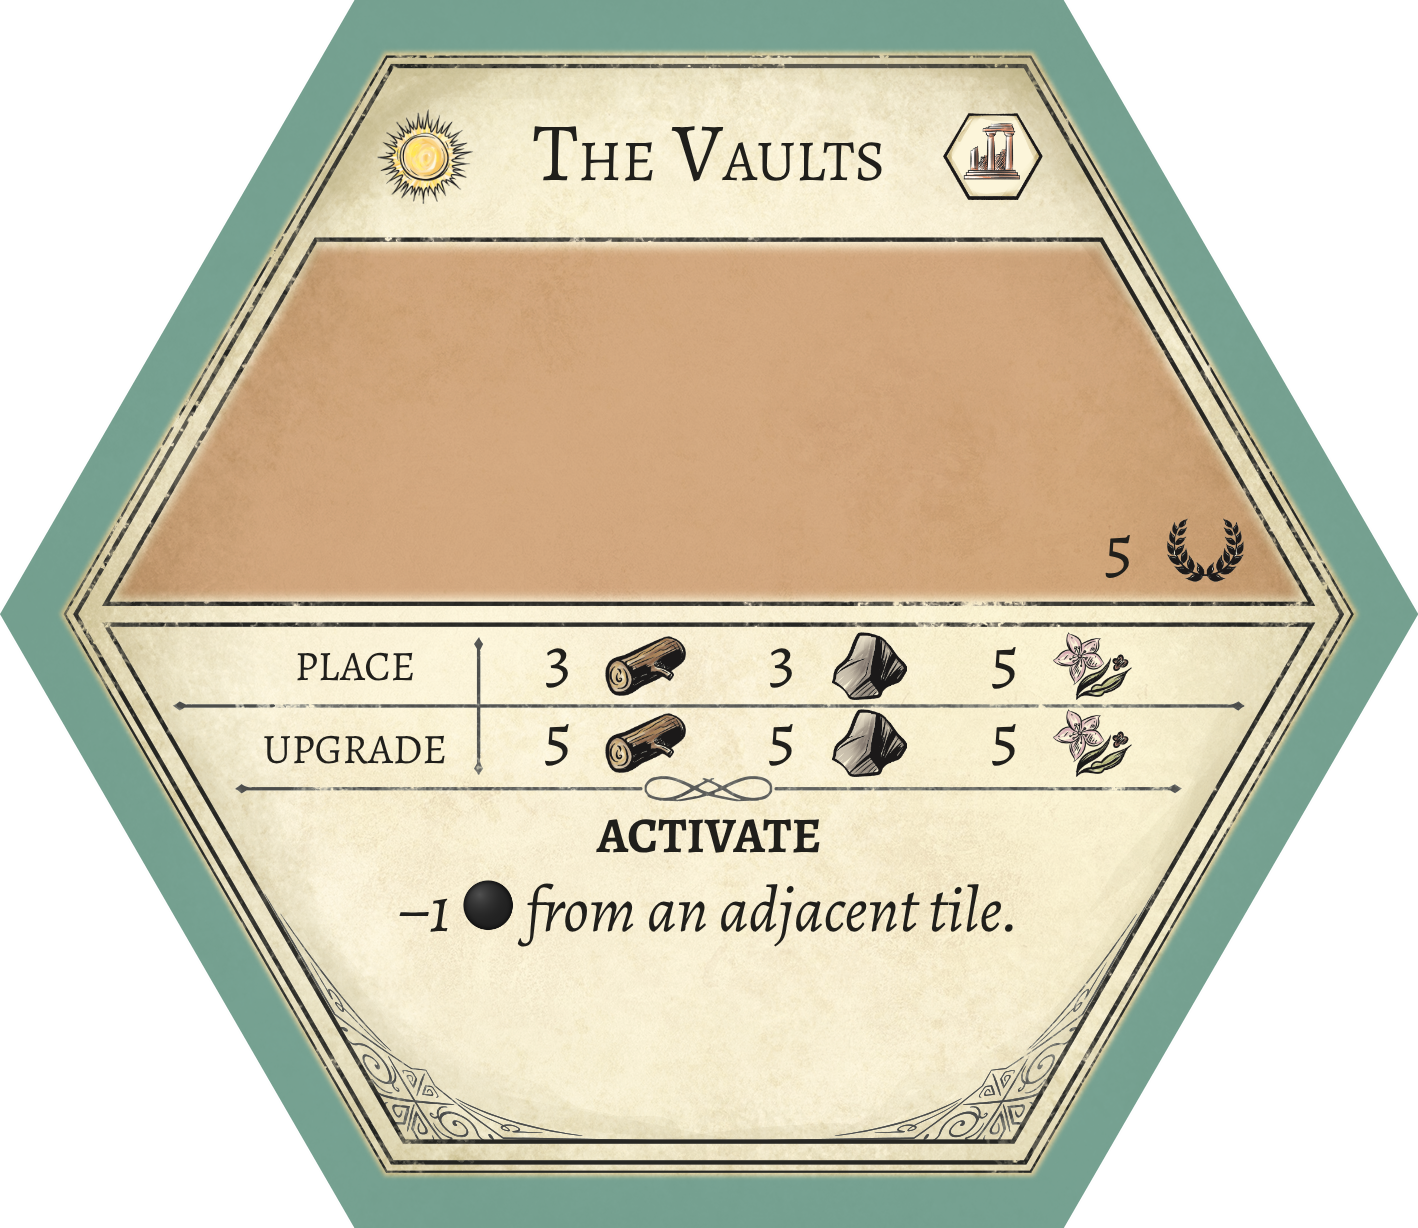 The Vaults
5
PLACE 3 3 5
UPGRADE 5 5 5
ACTIVATE
–1 from an adjacent tile.